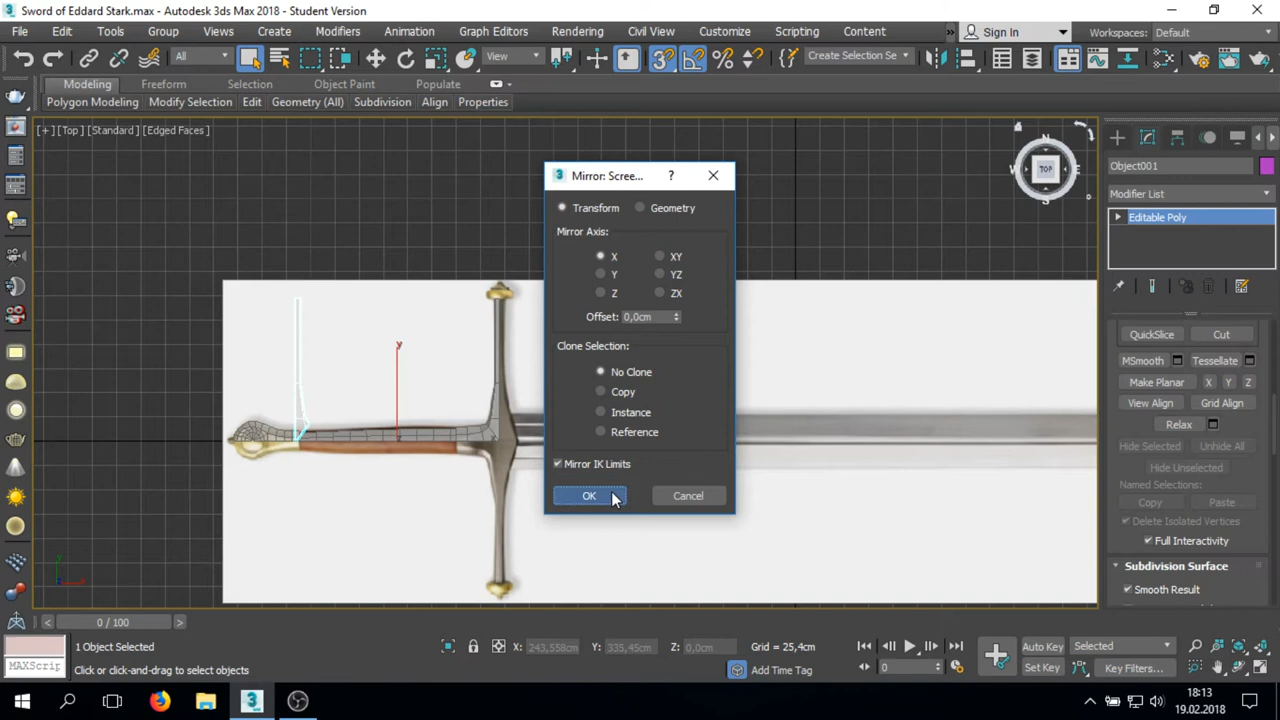 Sword of Eddard Stark.max - Autodesk 3ds Max 2018 - Student Version
File Edit Tools Group Views Create Modifiers Animation Graph Editors Rendering Civil View Customize Scripting Content Sign In Workspaces: Default
All View Create Selection Se
Modeling Freeform Selection Object Paint Populate
Polygon Modeling Modify Selection Edit Geometry (All) Subdivision Align Properties
[ + ] [Top ] [Standard ] [Edged Faces ]
N
W TOP E
S
Object001
Modifier List
Editable Poly
Mirror: Scree... ?
Transform Geometry
Mirror Axis:
X XY
Y YZ
Z ZX
Offset: 0,0cm
Clone Selection:
No Clone
Copy
Instance
Reference
Mirror IK Limits
OK Cancel
y
y
x
QuickSlice Cut
MSmooth Tessellate
Make Planar X Y Z
View Align Grid Align
Relax
Hide Selected Unhide All
Hide Unselected
Named Selections:
Copy Paste
Delete Isolated Vertices
Full Interactivity
Subdivision Surface
Smooth Result
< 0 / 100 >
1 Object Selected X: 243,558cm Y: 335,45cm Z: 0,0cm Grid = 25,4cm Auto Key Selected
MAXScrip Click or click-and-drag to select objects Add Time Tag 0 Set Key Key Filters...
18:13
19.02.2018